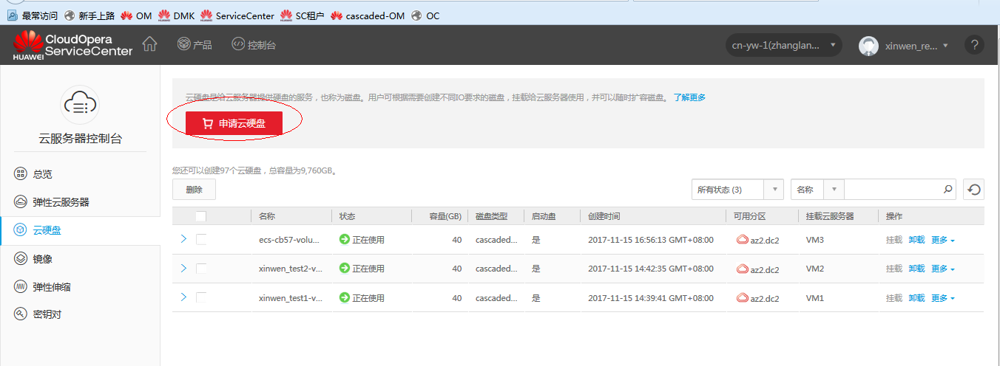 最常访问 新手上路 OM DMK ServiceCenter SC租户 cascaded-OM OC
HUAWEI CloudOpera ServiceCenter 产品 控制台 cn-yw-1(zhanglan... xinwen_re... ?
云服务器控制台
总览
弹性云服务器
云硬盘
镜像
弹性伸缩
密钥对
云硬盘是给云服务器提供硬盘的服务，也称为磁盘。用户可根据需要创建不同IO要求的磁盘，挂载给云服务器使用，并可以随时扩容磁盘。 了解更多
申请云硬盘
您还可以创建97个云硬盘，总容量为9,760GB。
删除 所有状态 (3) 名称
名称 状态 容量(GB) 磁盘类型 启动盘 创建时间 可用分区 挂载云服务器 操作
ecs-cb57-volu... 正在使用 40 cascaded... 是 2017-11-15 16:56:13 GMT+08:00 az2.dc2 VM3 挂载 卸载 更多
xinwen_test2-v... 正在使用 40 cascaded... 是 2017-11-15 14:42:35 GMT+08:00 az2.dc2 VM2 挂载 卸载 更多
xinwen_test1-v... 正在使用 40 cascaded... 是 2017-11-15 14:39:41 GMT+08:00 az2.dc2 VM1 挂载 卸载 更多